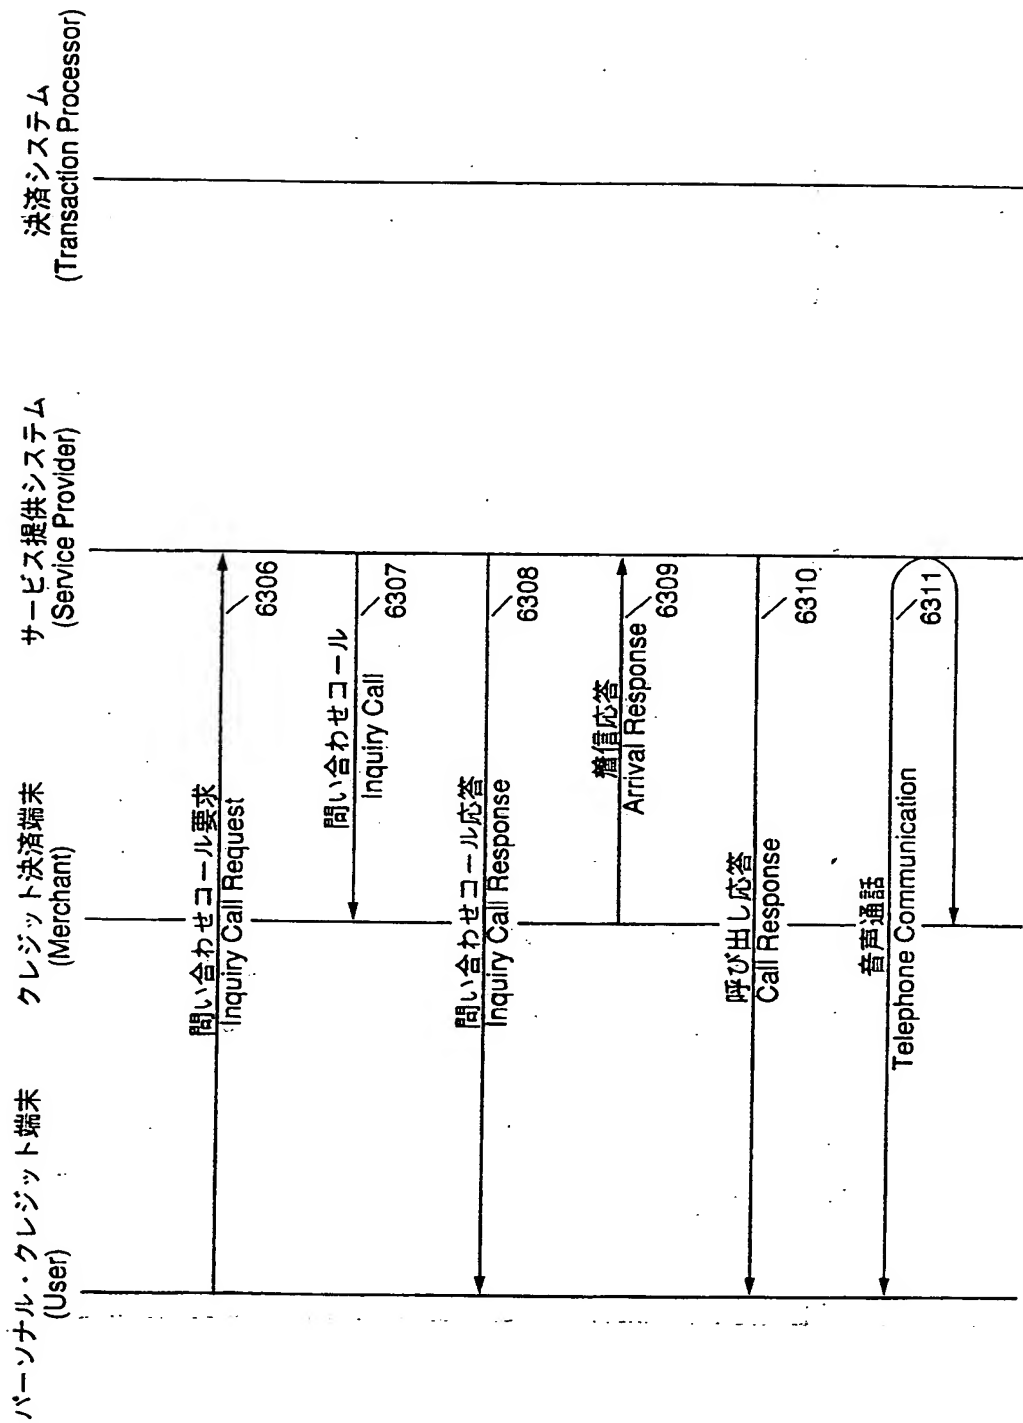 パーソナル・クレジット端末
(User)
クレジット決済端末
(Merchant)
サービス提供システム
(Service Provider)
決済システム
(Transaction Processor)
問い合わせコール要求
Inquiry Call Request
6306
問い合わせコール
Inquiry Call
6307
問い合わせコール応答
Inquiry Call Response
6308
着信応答
Arrival Response
6309
呼び出し応答
Call Response
6310
音声通話
Telephone Communication
6311